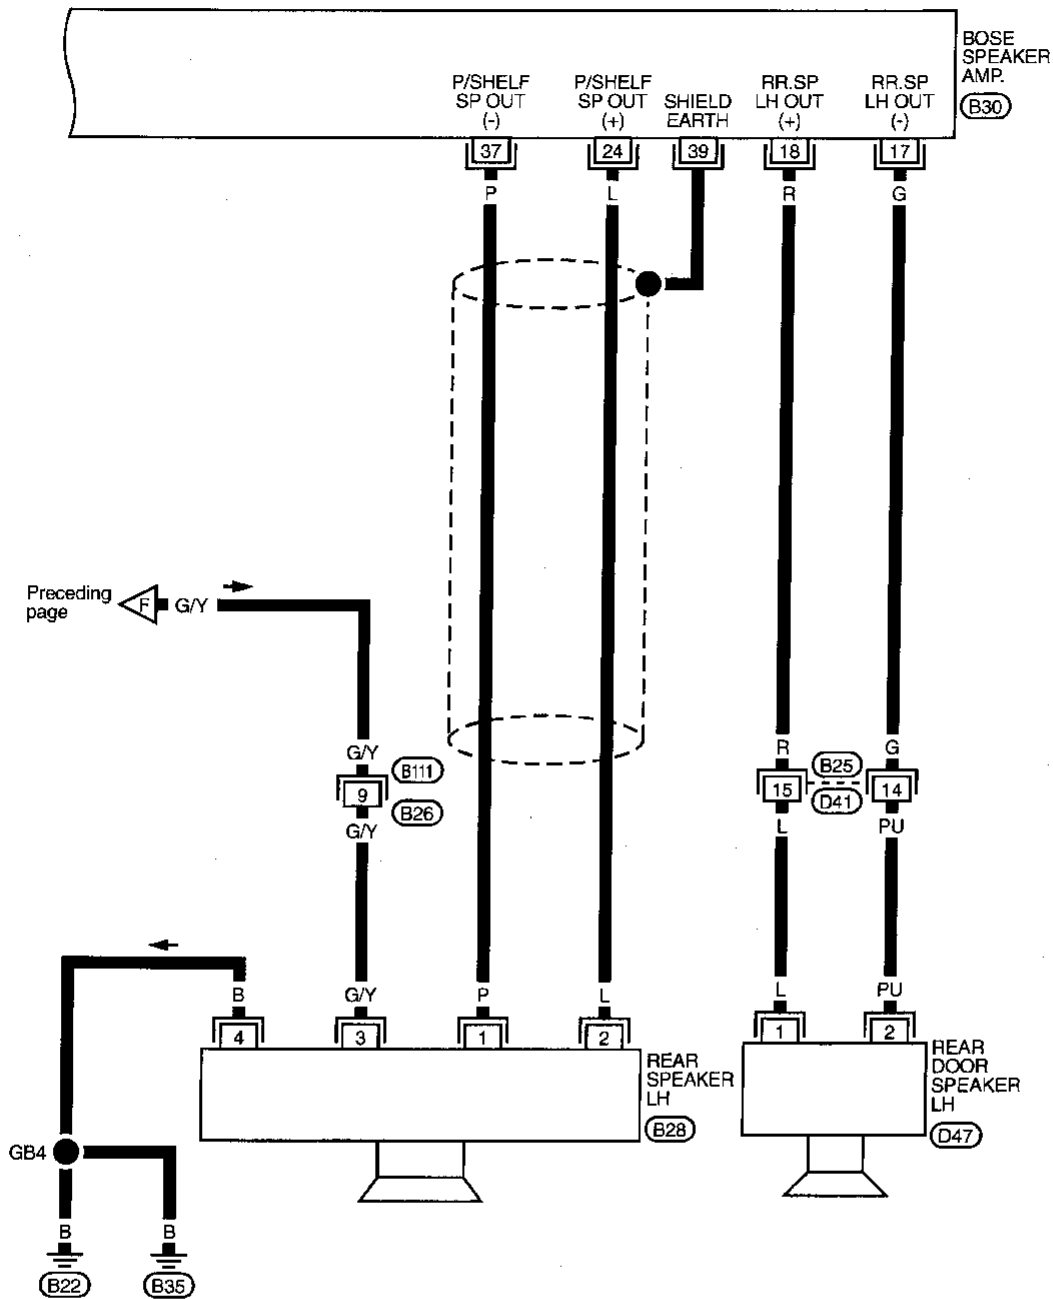 BOSE
SPEAKER
AMP.
B30
P/SHELF
SP OUT
(-)
P/SHELF
SP OUT
(+)
SHIELD
EARTH
RR.SP
LH OUT
(+)
RR.SP
LH OUT
(-)
37
24
39
18
17
P
L
R
G
Preceding
page
F
G/Y
G/Y
B111
9
B26
G/Y
R
G
B25
15
14
D41
L
PU
B
G/Y
P
L
L
PU
4
3
1
2
1
2
REAR
SPEAKER
LH
B28
REAR
DOOR
SPEAKER
LH
D47
GB4
B
B
B22
B35